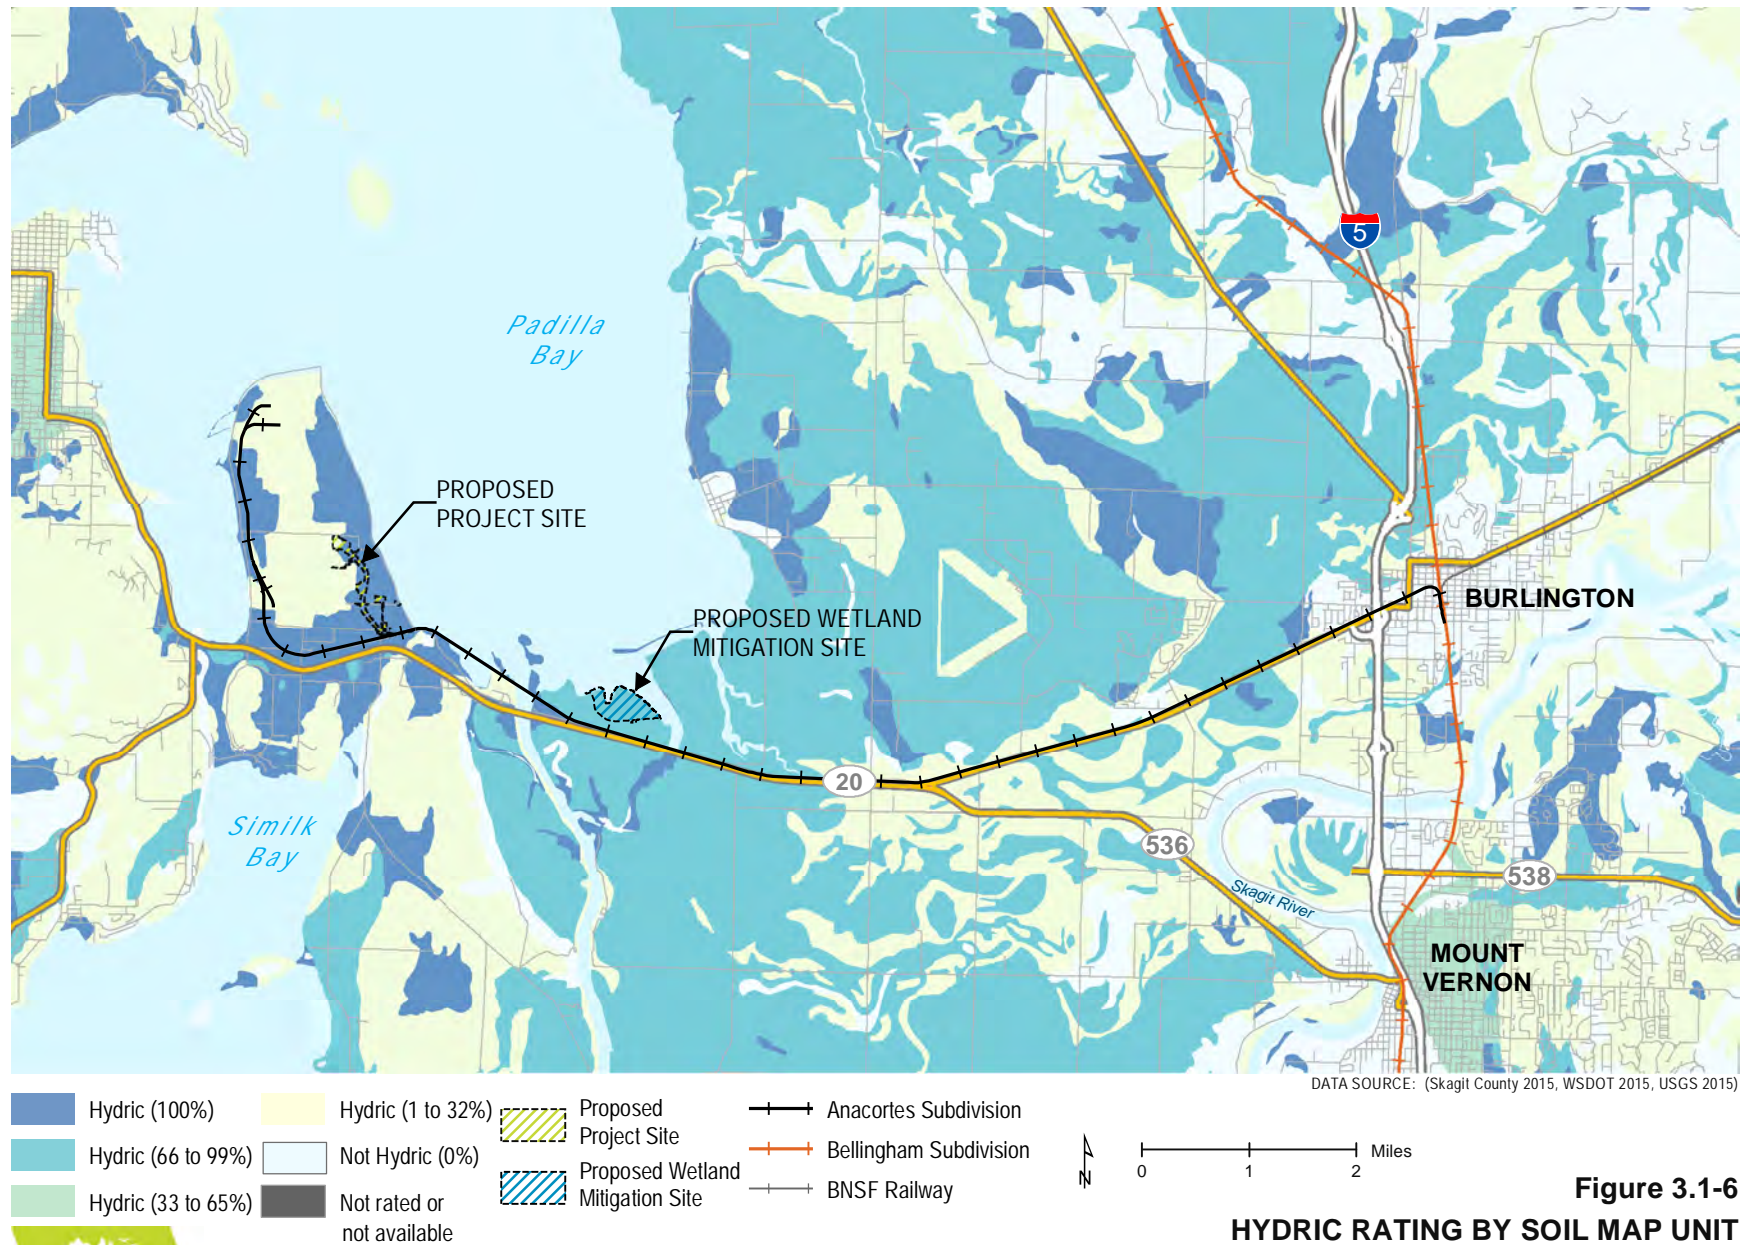 5
Padilla
Bay
PROPOSED
PROJECT SITE
BURLINGTON
PROPOSED WETLAND
MITIGATION SITE
20
Similk
Bay
536
538
Skagit River
MOUNT
VERNON
DATA SOURCE: (Skagit County 2015, WSDOT 2015, USGS 2015)
Hydric (100%)
Hydric (66 to 99%)
Hydric (33 to 65%)
Hydric (1 to 32%)
Not Hydric (0%)
Not rated or
not available
Proposed
Project Site
Proposed Wetland
Mitigation Site
Anacortes Subdivision
Bellingham Subdivision
BNSF Railway
N
0 1 2 Miles
Figure 3.1-6
HYDRIC RATING BY SOIL MAP UNIT